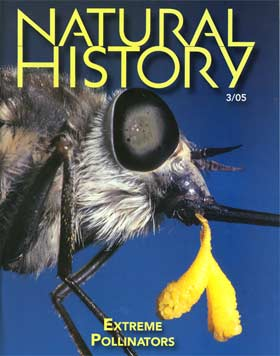 NATURAL
HISTORY
3/05
EXTREME
POLLINATORS